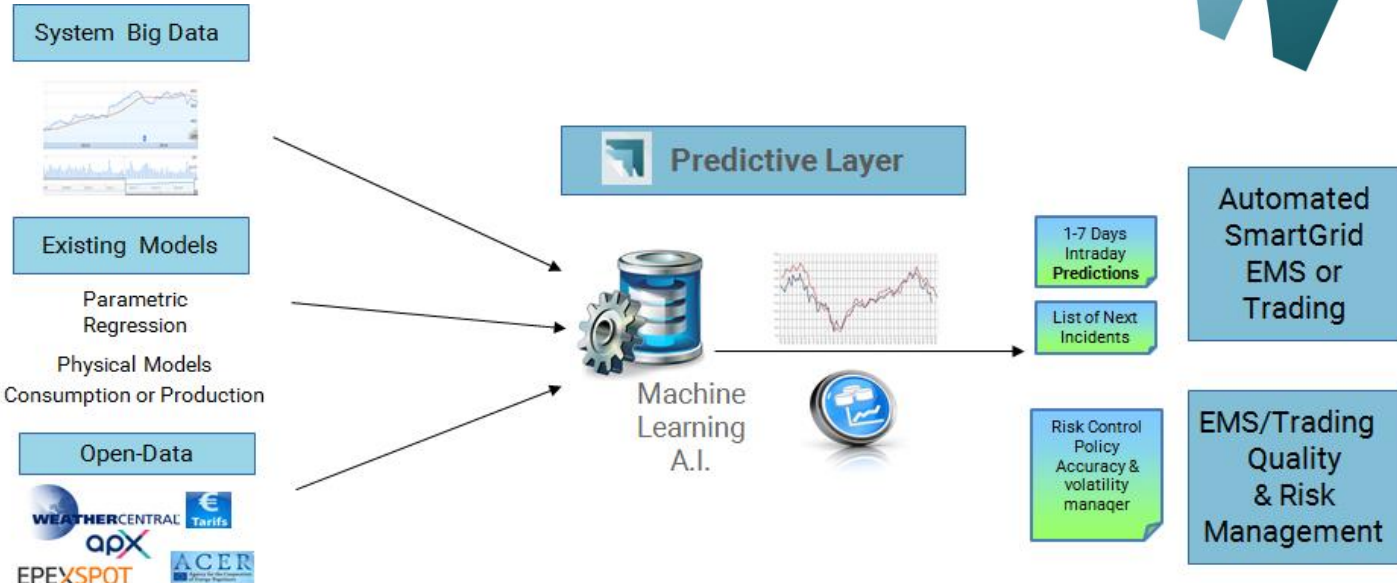 System Big Data
Existing Models
Parametric
Regression
Physical Models
Consumption or Production
Open-Data
WEATHERCENTRAL
€
Tarifs
apx
EPEXSPOT
ACER
Predictive Layer
Machine
Learning
A.I.
1-7 Days
Intraday
Predictions
List of Next
Incidents
Risk Control
Policy
Accuracy &
volatility
manager
Automated
SmartGrid
EMS or
Trading
EMS/Trading
Quality
& Risk
Management